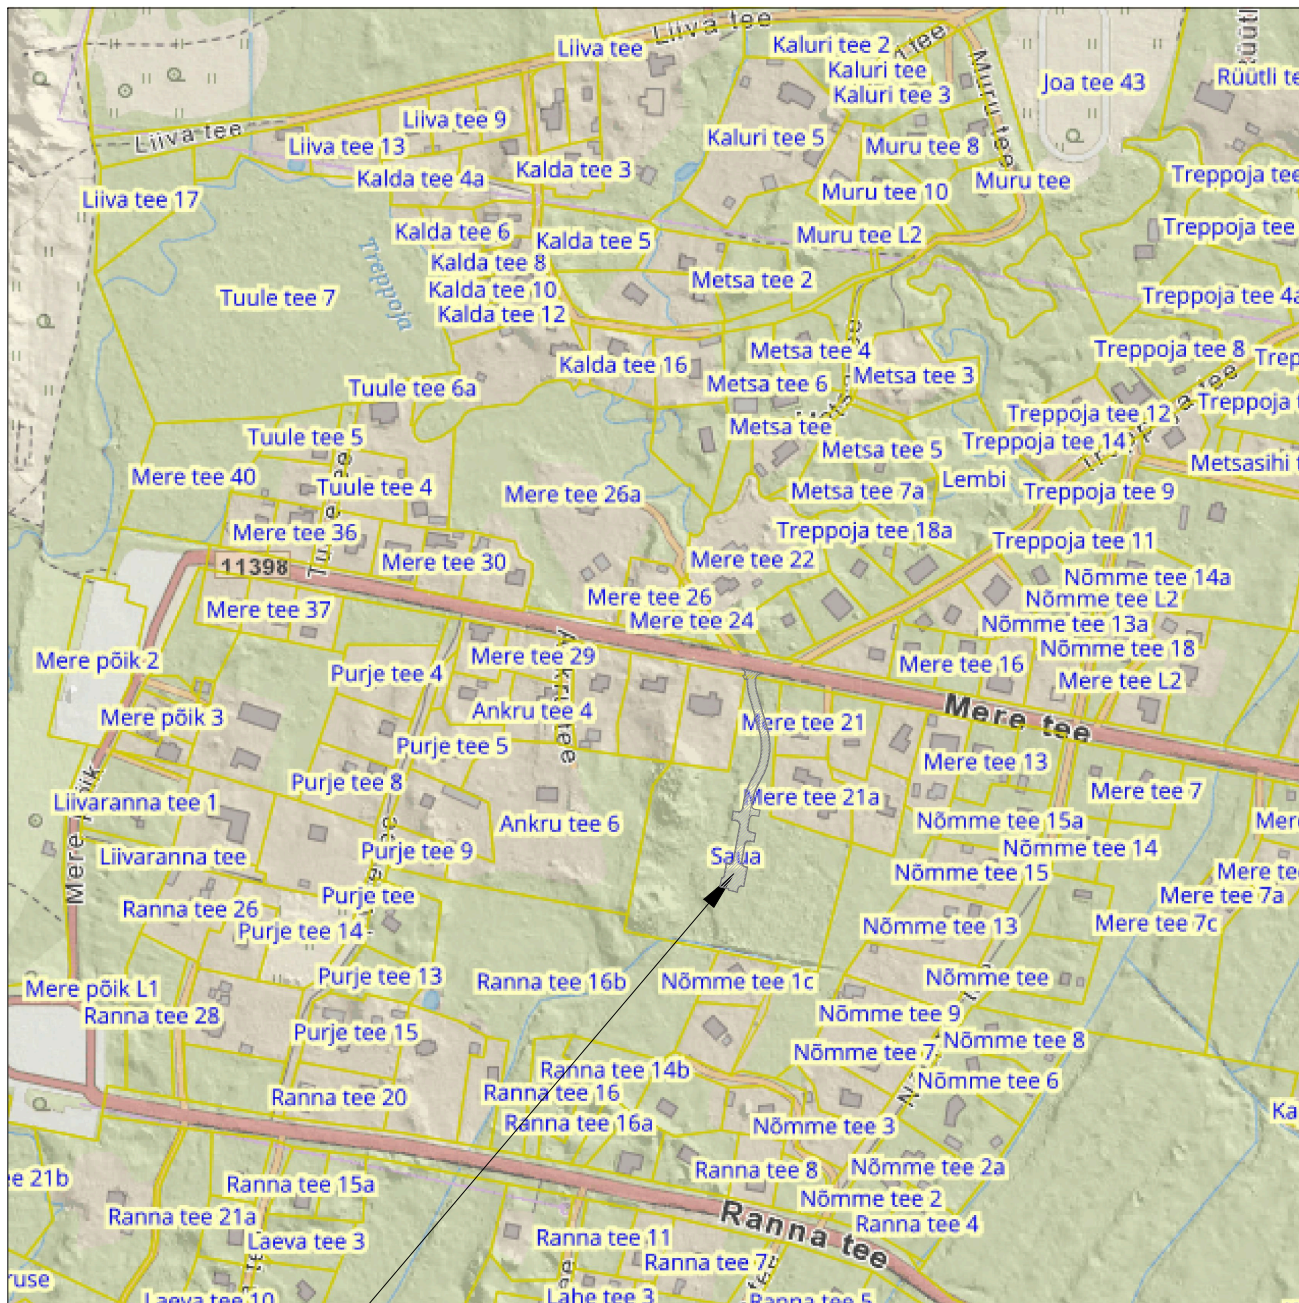 Liiva tee
Kaluri tee 2
Liiva tee
Kaluri tee
Joa tee 43
Kaluri tee 3
Muru tee
Liiva tee 9
Liiva tee
Kaluri tee 5
Liiva tee 13
Muru tee 8
Kalda tee 3
Kalda tee 4a
Muru tee
Muru tee 10
Liiva tee 17
Treppoja tee
Kalda tee 6
Kalda tee 5
Muru tee L2
Kalda tee 8
Treppoja
Metsa tee 2
Kalda tee 10
Tuule tee 7
Treppoja tee 4a
Kalda tee 12
Metsa tee 4
Treppoja tee 8
Kalda tee 16
Metsa tee 6
Metsa tee 3
Tuule tee 6a
Treppoja tee 12
Metsa tee
Tuule tee 5
Treppoja tee 14
Metsa tee 5
Mere tee 40
Lembi
Tuule tee 4
Mere tee 26a
Metsa tee 7a
Treppoja tee 9
Mere tee 36
Treppoja tee 18a
Treppoja tee 11
Mere tee 30
11398
Mere tee 22
Nõmme tee 14a
Mere tee 26
Nõmme tee L2
Mere tee 37
Mere tee 24
Nõmme tee 13a
Nõmme tee 18
Mere tee 29
Mere põik 2
Mere tee 16
Purje tee 4
Mere tee L2
Ankru tee
Ankru tee 4
Mere põik 3
Mere tee 21
Mere tee
Purje tee 5
Mere tee 13
Purje tee 8
Mere tee 7
Mere tee 21a
Liivaranna tee 1
Ankru tee 6
Nõmme tee 15a
Mere põik
Purje tee 9
Nõmme tee 14
Liivaranna tee
Saua
Nõmme tee 15
Purje tee
Mere tee 7a
Ranna tee 26
Mere tee 7c
Purje tee 14
Nõmme tee 13
Purje tee 13
Nõmme tee
Ranna tee 16b
Nõmme tee 1c
Mere põik L1
Ranna tee 28
Nõmme tee 9
Purje tee 15
Nõmme tee 8
Nõmme tee 7
Ranna tee 14b
Nõmme tee 6
Ranna tee 16
Ranna tee 20
Ranna tee 16a
Nõmme tee 3
Ranna tee 8
Nõmme tee 2a
ee 21b
Ranna tee 15a
Nõmme tee 2
Ranna tee 21a
Ranna tee 4
Ranna tee
Laeva tee 3
Ranna tee 11
Ranna tee 7
ruse
Lahe tee 3
Laeva tee 10
Ranna tee 5